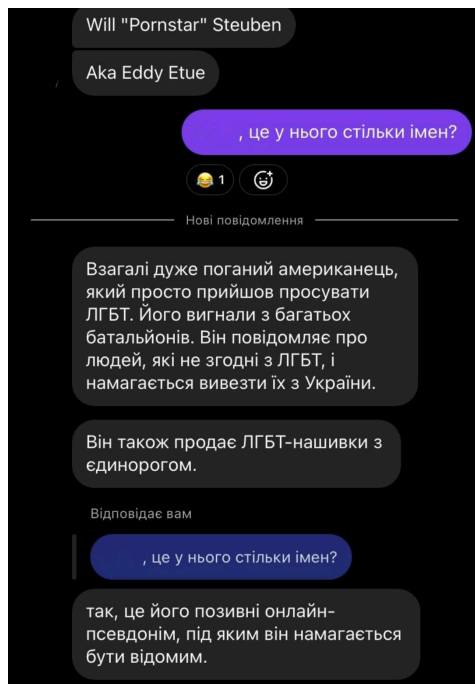 Will "Pornstar" Steuben
Aka Eddy Etue
, це у нього стільки імен?
😂 1
Нові повідомлення
Взагалі дуже поганий американець,
який просто прийшов просувати
ЛГБТ. Його вигнали з багатьох
батальйонів. Він повідомляє про
людей, які не згодні з ЛГБТ, і
намагається вивезти їх з України.
Він також продає ЛГБТ-нашивки з
єдинорогом.
Відповідає вам
, це у нього стільки імен?
так, це його позивні онлайн-
псевдонім, під яким він намагається
бути відомим.